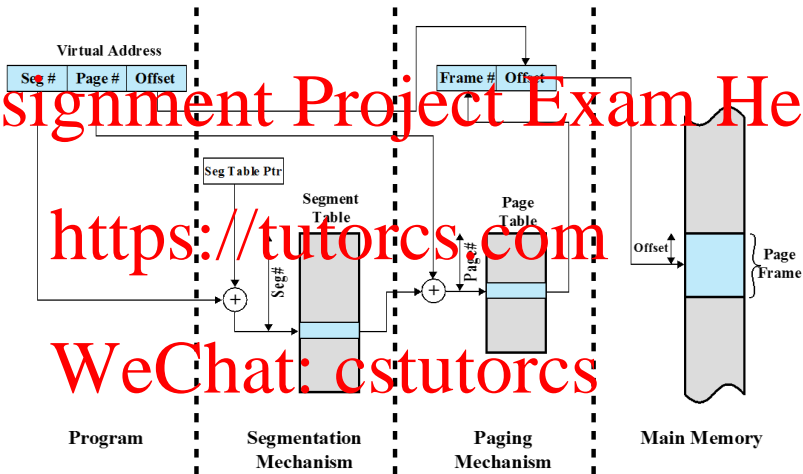 Virtual Address
Seg # Page # Offset
Frame # Offset
signment Project Exam He
Seg Table Ptr
Segment
Table
Page
Table
https://tutorcs.com
Seg#
Page#
Offset
Page
Frame
+
+
WeChat: cstutorcs
Program
Segmentation
Mechanism
Paging
Mechanism
Main Memory